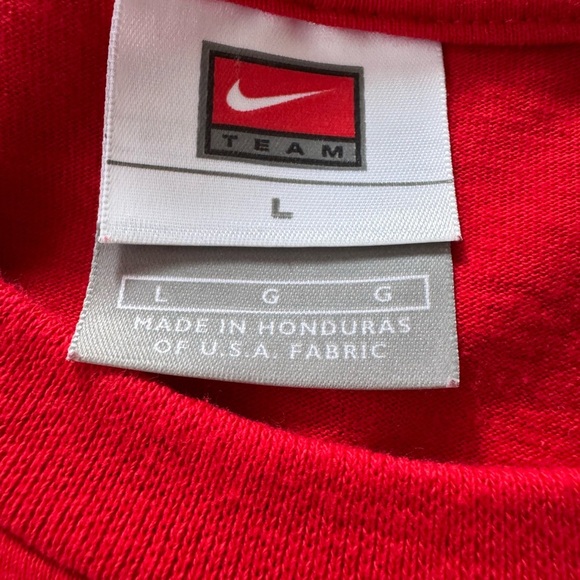 TEAM
L
L G G
MADE IN HONDURAS
OF U.S.A. FABRIC